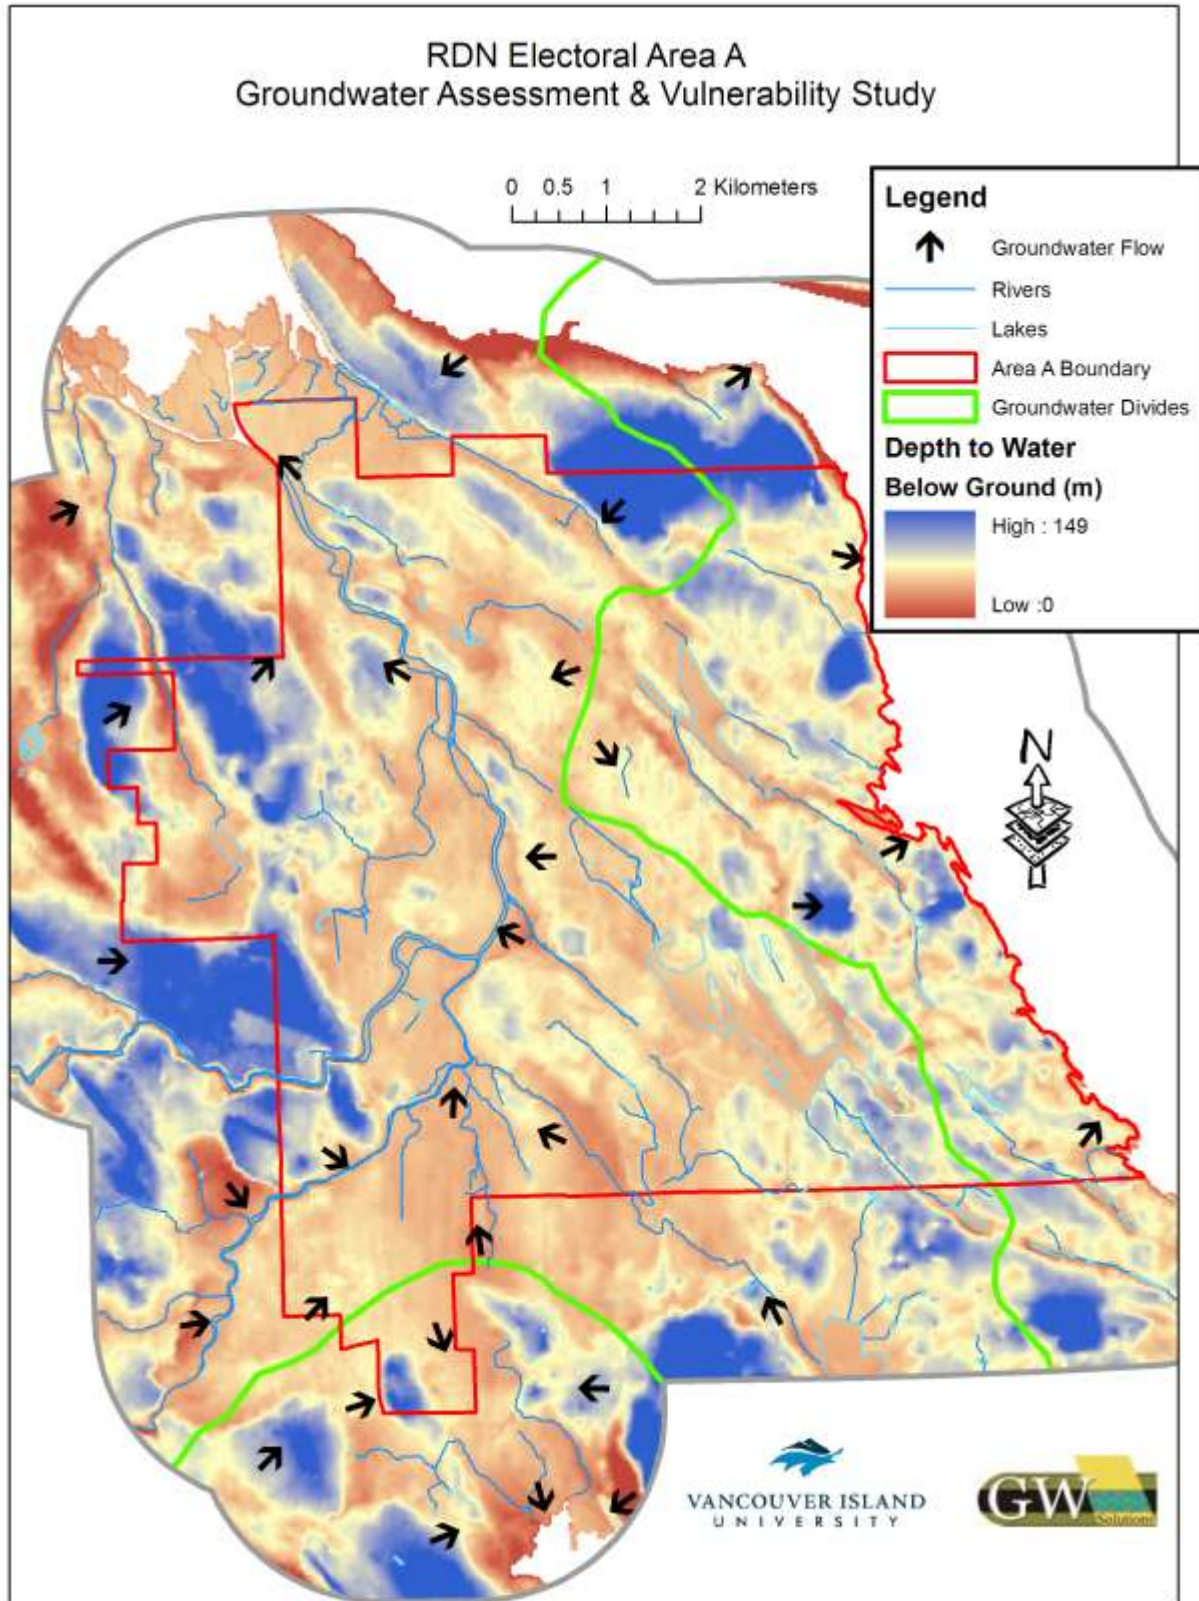 RDN Electoral Area A
Groundwater Assessment & Vulnerability Study
0 0.5 1 2 Kilometers
Legend
Groundwater Flow
Rivers
Lakes
Area A Boundary
Groundwater Divides
Depth to Water
Below Ground (m)
High : 149
Low :0
N
VANCOUVER ISLAND
UNIVERSITY
GW
Solutions